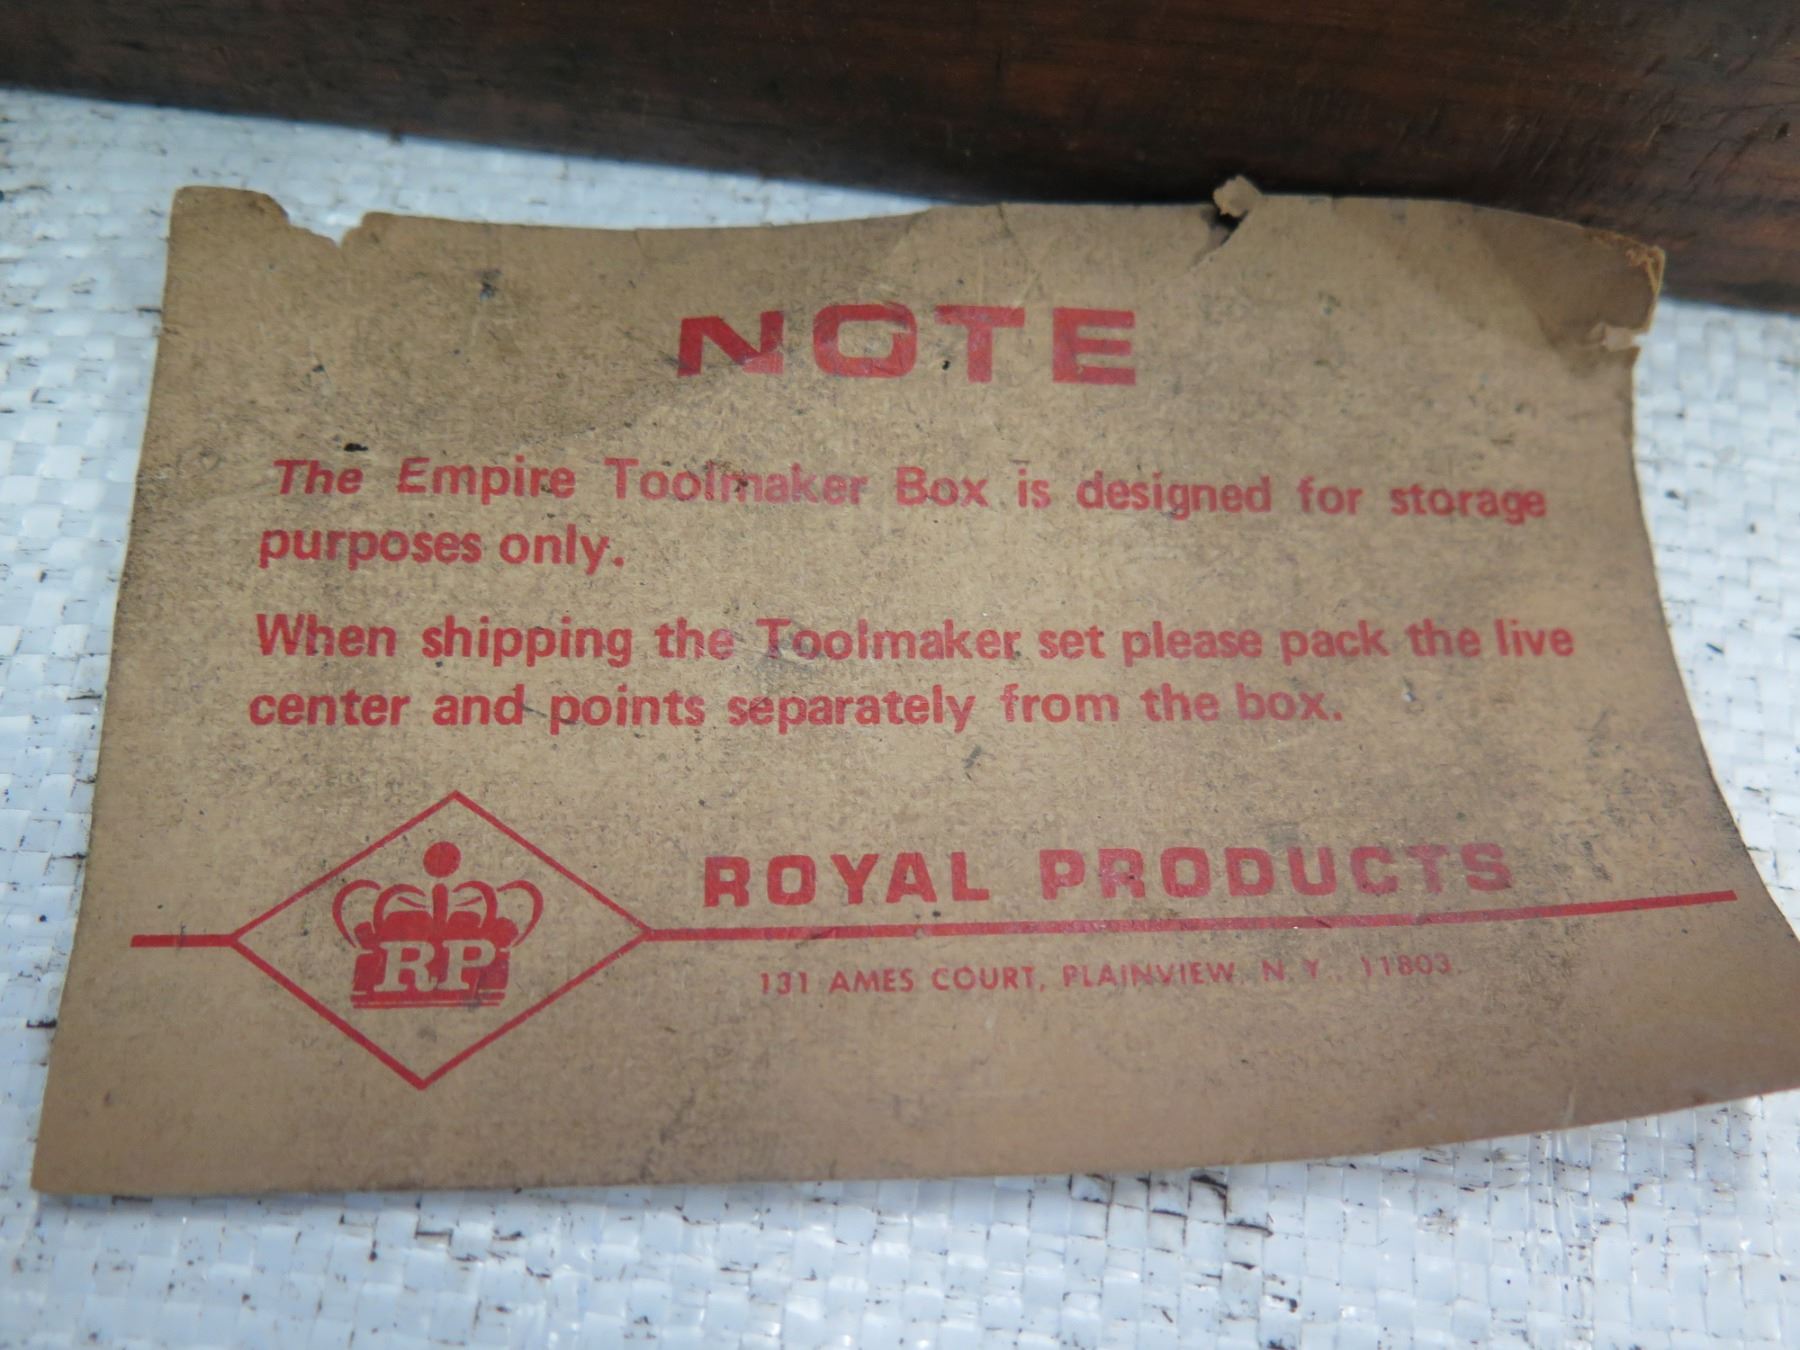 NOTE
The Empire Toolmaker Box is designed for storage
purposes only.
When shipping the Toolmaker set please pack the live
center and points separately from the box.
RP
ROYAL PRODUCTS
131 AMES COURT, PLAINVIEW, N. Y., 11803.